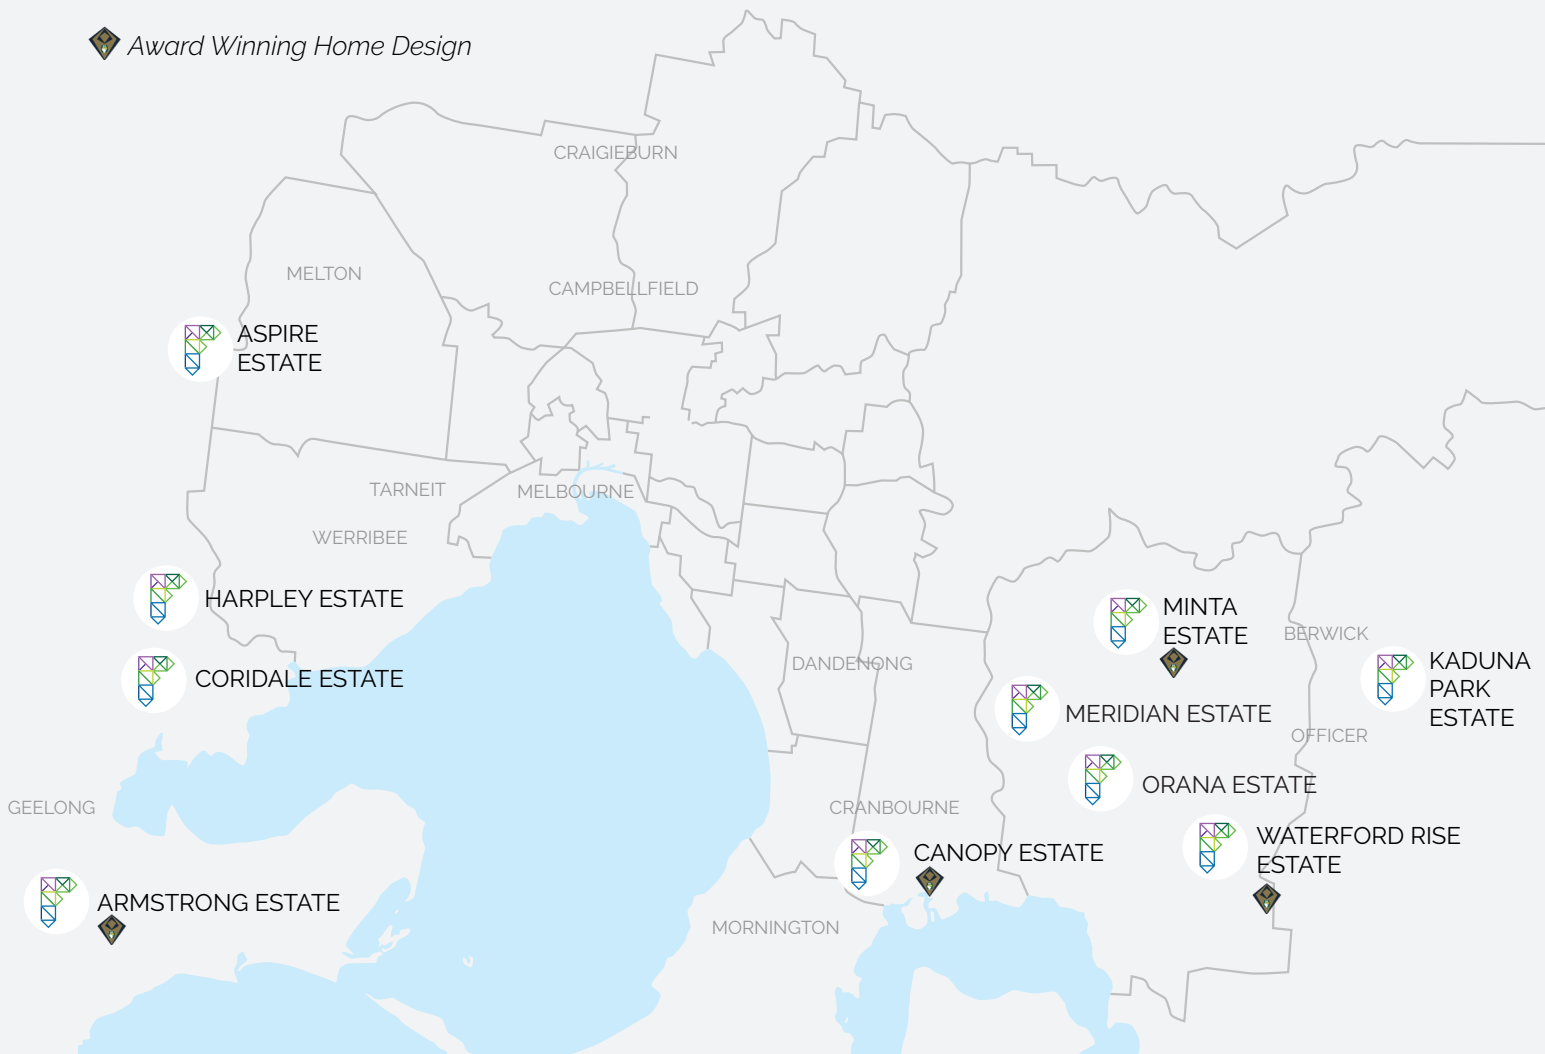 Award Winning Home Design
CRAIGIEBURN
MELTON
CAMPBELLFIELD
ASPIRE
ESTATE
TARNEIT
MELBOURNE
WERRIBEE
HARPLEY ESTATE
MINTA
ESTATE
BERWICK
DANDENONG
KADUNA
PARK
ESTATE
CORIDALE ESTATE
MERIDIAN ESTATE
OFFICER
ORANA ESTATE
GEELONG
CRANBOURNE
WATERFORD RISE
ESTATE
CANOPY ESTATE
ARMSTRONG ESTATE
MORNINGTON